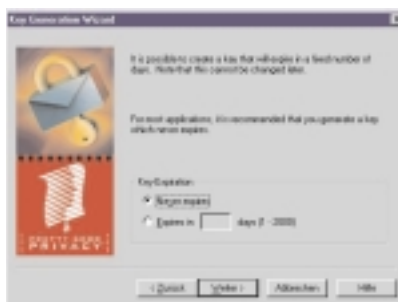 Key Generation Wizard
It is possible to create a key that will expire in a fixed number of
days. Note that this cannot be changed later.
For most applications, it is recommended that you generate a key
which never expires.
Key Expiration
Never expires
Expires in days (1 - 2000)
PRETTY GOOD
PRIVACY
< Zurück Weiter > Abbrechen Hilfe